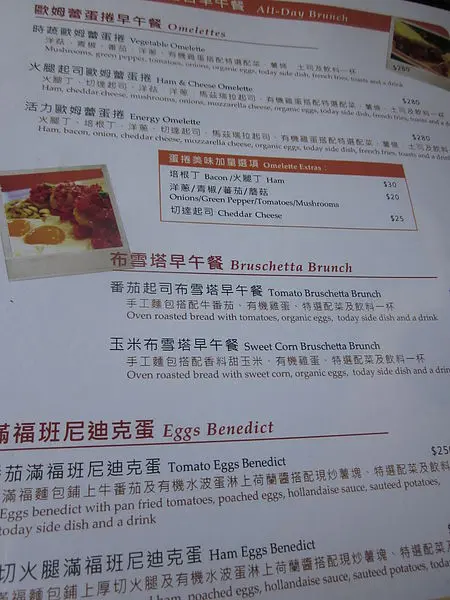 早午餐 All-Day Brunch
歐姆蕾蛋捲早午餐 Omelettes
時蔬歐姆蕾蛋捲 Vegetable Omelette
洋菇、青椒、番茄、洋蔥、有機雞蛋搭配特選配菜、薯條、土司及飲料一杯
Mushrooms, green pepper, tomatoes, onions, organic eggs, today side dish, french fries, toasts and a drink
$280
火腿起司歐姆蕾蛋捲 Ham & Cheese Omelette
火腿丁、切達起司、洋菇、洋蔥、馬茲瑞拉起司、有機雞蛋搭配特選配菜、薯條、土司及飲料一杯
Ham, cheddar cheese, mushrooms, onions, mozzarella cheese, organic eggs, today side dish, french fries, toasts and a
$280
活力歐姆蕾蛋捲 Energy Omelette
火腿丁、培根丁、洋蔥、切達起司、馬茲瑞拉起司、有機雞蛋搭配特選配菜、薯條、土司及飲料一杯
Ham, bacon, onion, cheddar cheese, mozzarella cheese, organic eggs, today side dish, french fries, toasts and a
$280
蛋捲美味加量選項 Omelette Extras :
培根丁 Bacon/火腿丁 Ham $30
洋蔥/青椒/番茄/蘑菇 $20
Onions/Green Pepper/Tomatoes/Mushrooms
切達起司 Cheddar Cheese $25
布雪塔早午餐 Bruschetta Brunch
番茄起司布雪塔早午餐 Tomato Bruschetta Brunch
手工麵包搭配牛番茄、有機雞蛋、特選配菜及飲料一杯
Oven roasted bread with tomatoes, organic eggs, today side dish and a drink
玉米布雪塔早午餐 Sweet Corn Bruschetta Brunch
手工麵包搭配香料甜玉米、有機雞蛋、特選配菜及飲料一杯
Oven roasted bread with sweet corn, organic eggs, today side dish and a drin
滿福班尼迪克蛋 Eggs Benedict
番茄滿福班尼迪克蛋 Tomato Eggs Benedict
$250
滿福麵包鋪上牛番茄及有機水波蛋淋上荷蘭醬搭配現炒薯塊、特選配菜及飲料
Eggs benedict with pan fried tomatoes, poached eggs, hollandaise sauce, sauteed potatoes,
today side dish and a drink
切火腿滿福班尼迪克蛋 Ham Eggs Benedict
滿福麵包鋪上厚切火腿及有機水波蛋淋上荷蘭醬搭配現炒薯塊、特選配菜及
ham, poached eggs, hollandaise sauce, sauteed potatoes, today